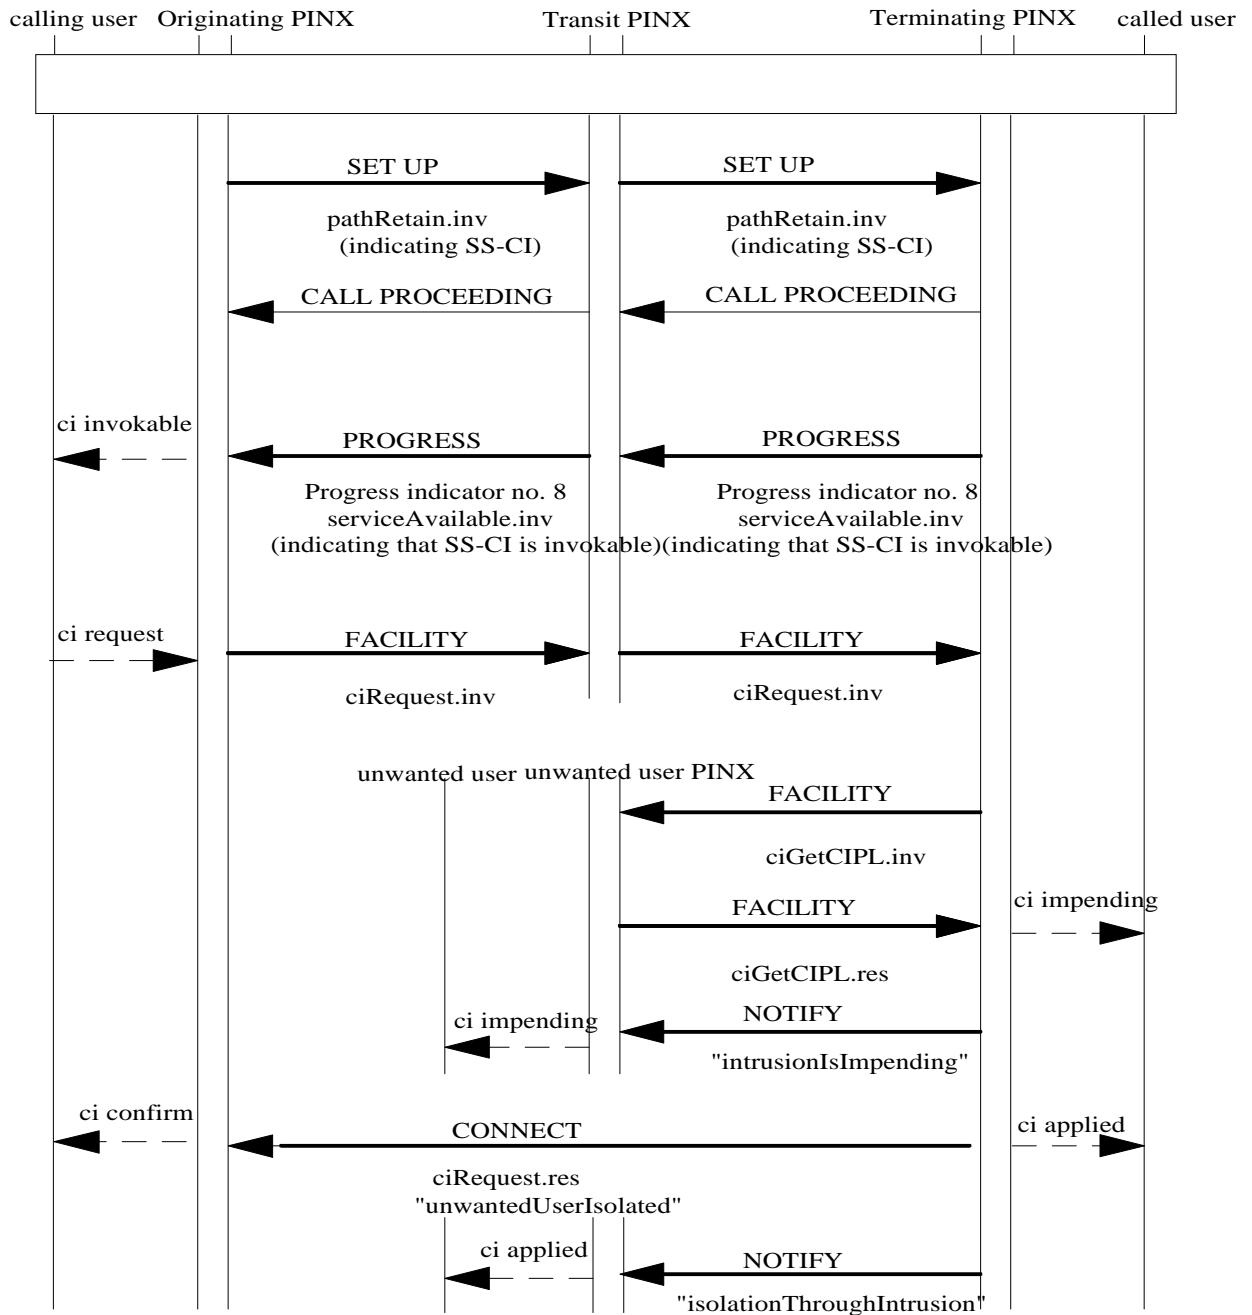 calling user Originating PINX Transit PINX Terminating PINX called user
SET UP SET UP
pathRetain.inv pathRetain.inv
(indicating SS-CI) (indicating SS-CI)
CALL PROCEEDING CALL PROCEEDING
ci invokable
PROGRESS PROGRESS
Progress indicator no. 8 Progress indicator no. 8
serviceAvailable.inv serviceAvailable.inv
(indicating that SS-CI is invokable)(indicating that SS-CI is invokable)
ci request FACILITY FACILITY
ciRequest.inv ciRequest.inv
unwanted user unwanted user PINX
FACILITY
ciGetCIPL.inv
FACILITY ci impending
ciGetCIPL.res
ci impending NOTIFY
"intrusionIsImpending"
ci confirm CONNECT ci applied
ciRequest.res
"unwantedUserIsolated"
ci applied NOTIFY
"isolationThroughIntrusion"